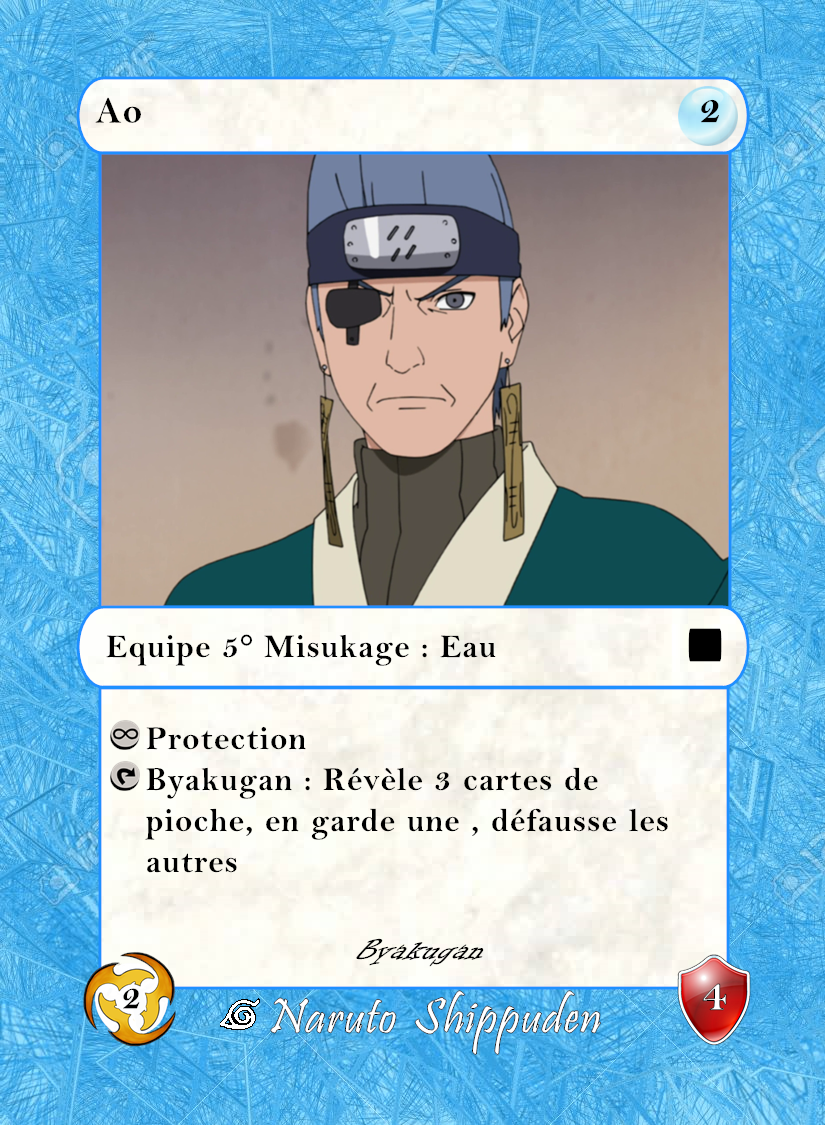 Ao
2
Equipe 5° Misukage : Eau
Protection
Byakugan : Révèle 3 cartes de
pioche, en garde une , défausse les
autres
Byakugan
2
Naruto Shippuden
4